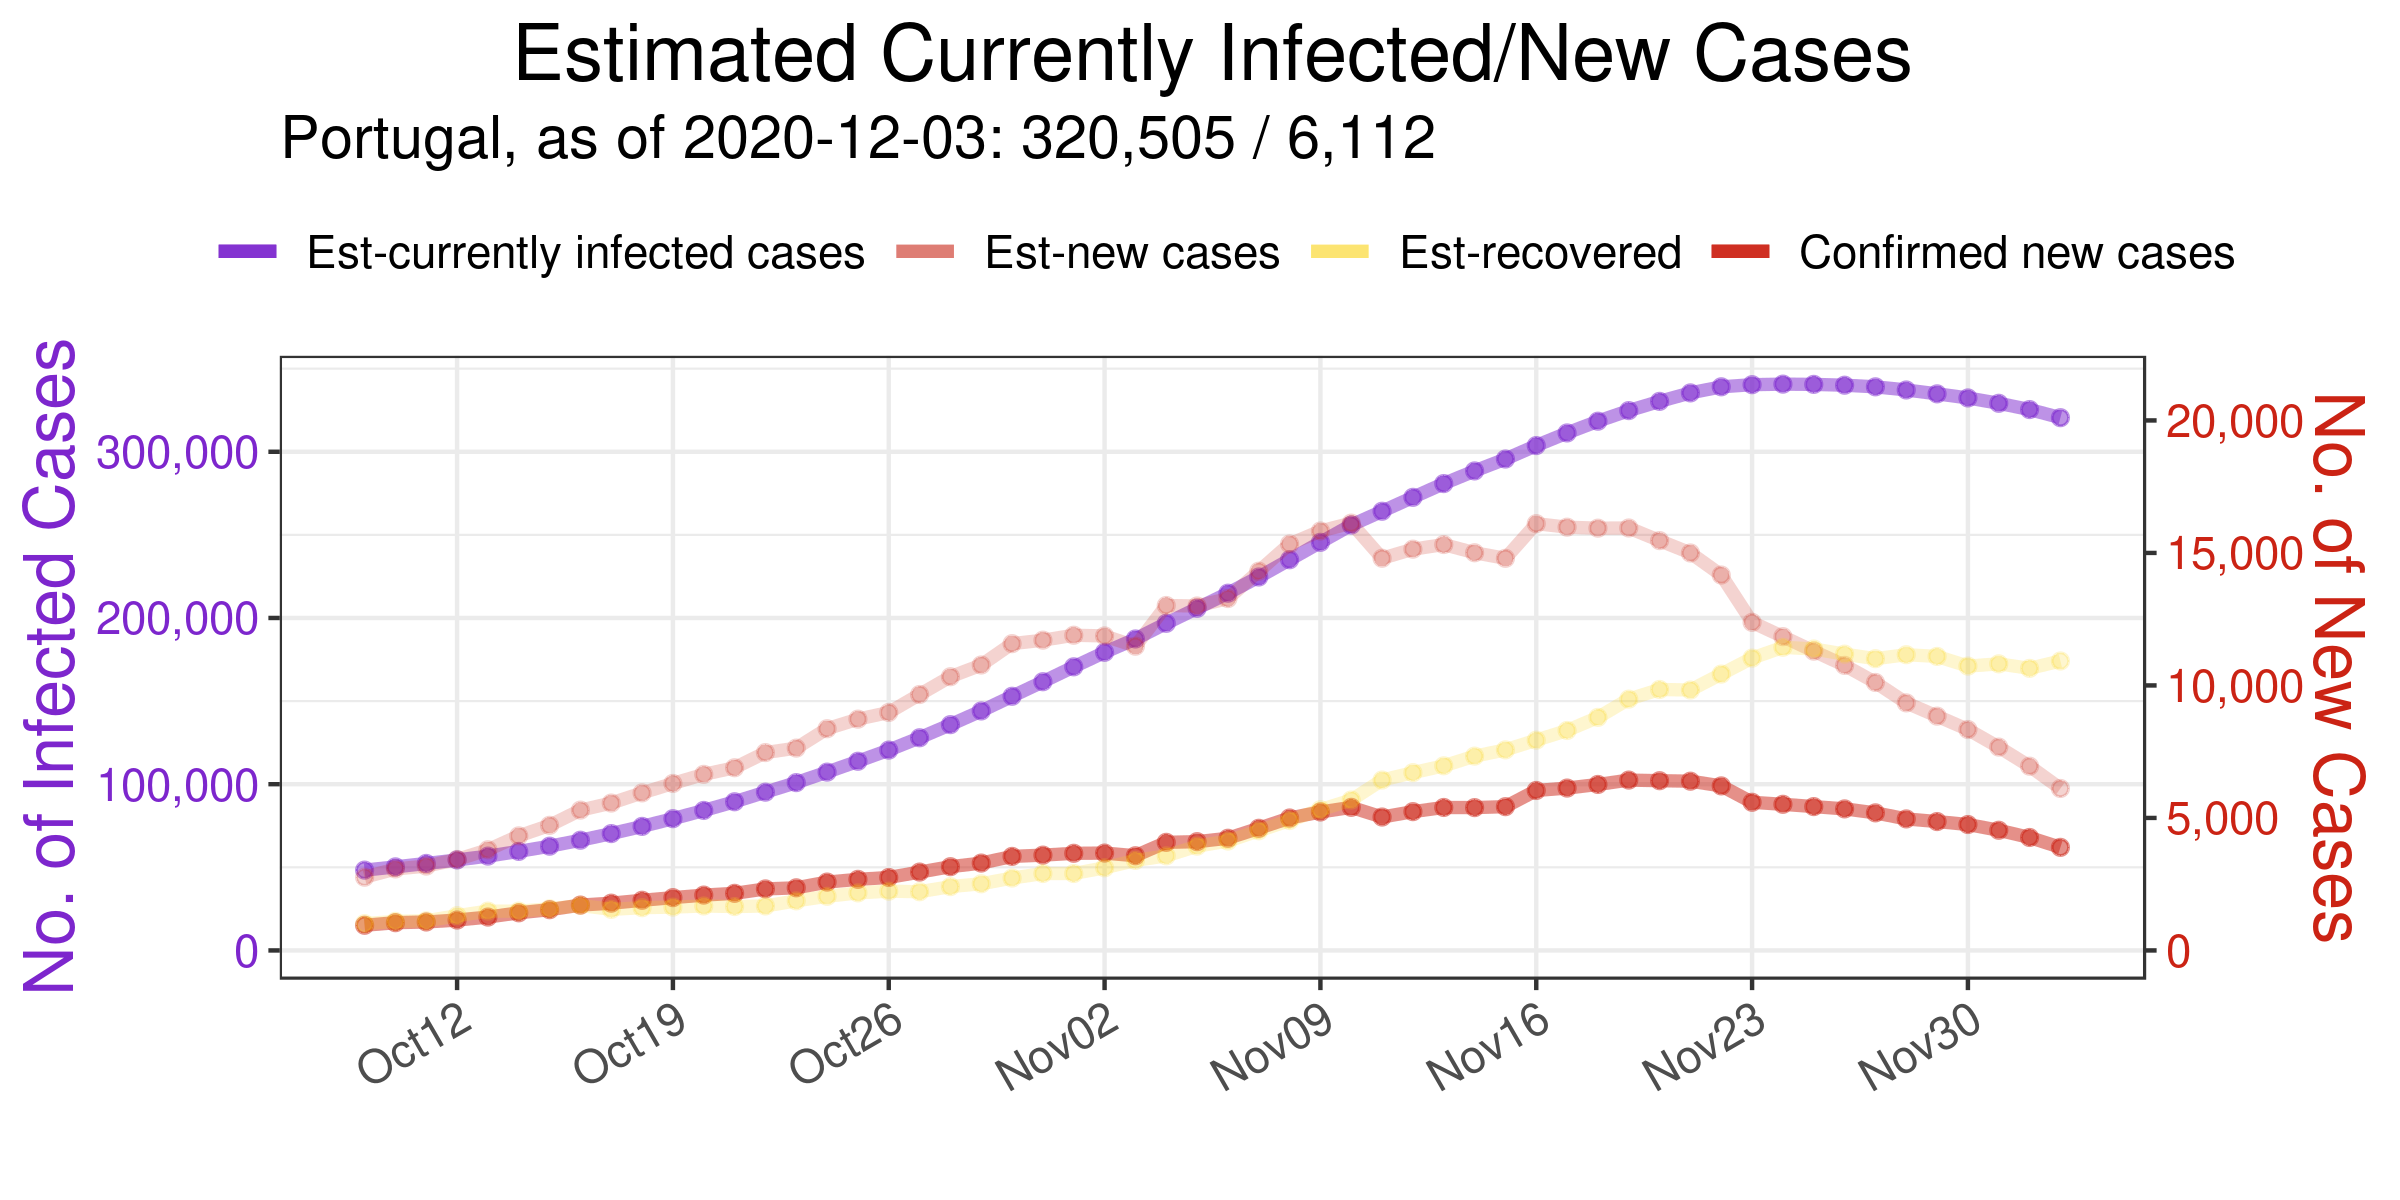 Estimated Currently Infected/New Cases
Portugal, as of 2020-12-03: 320,505 / 6,112
Est-currently infected cases Est-new cases Est-recovered Confirmed new cases
No. of Infected Cases
300,000
200,000
100,000
0
20,000
15,000
10,000
5,000
0
No. of New Cases
Oct12 Oct19 Oct26 Nov02 Nov09 Nov16 Nov23 Nov30